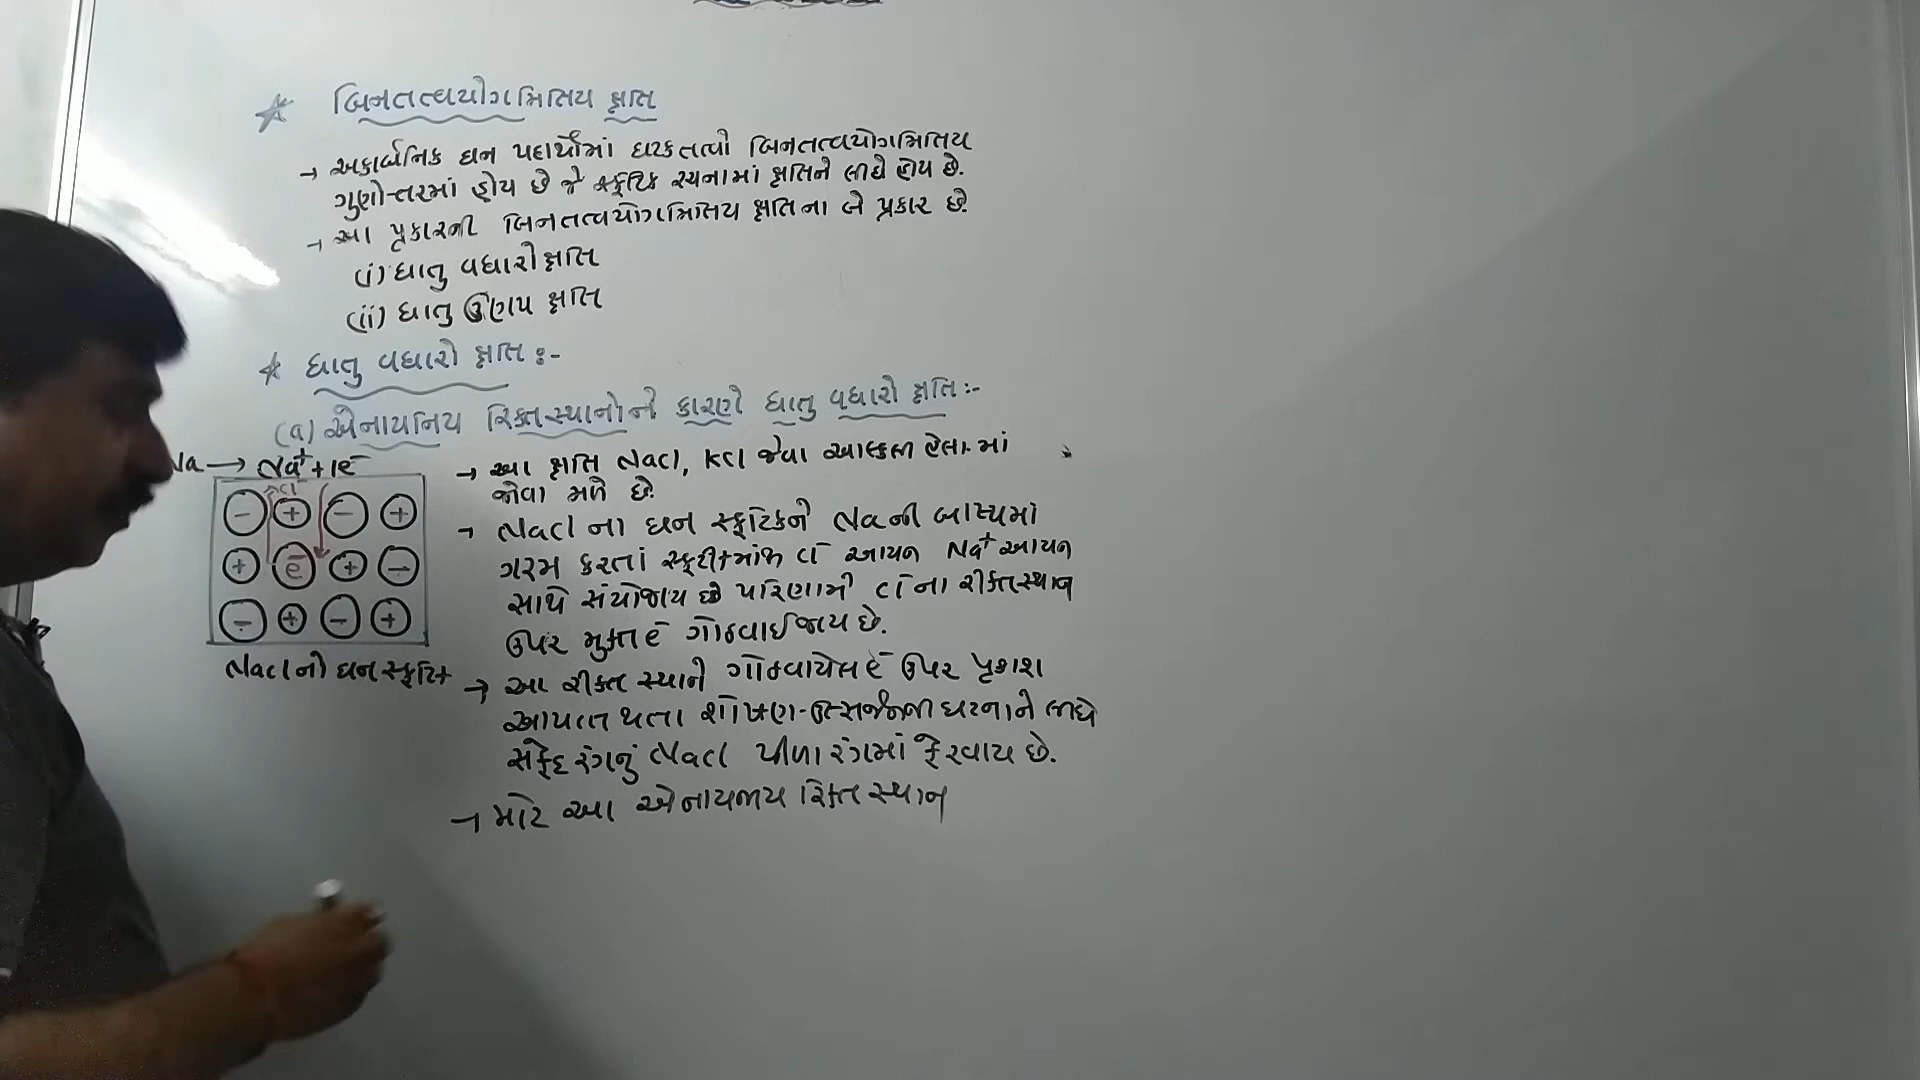 બિનતત્વયોગમિતિય ક્ષતિ
→ અકાર્બનિક ઘન પદાર્થોમાં ઘટકતત્વો બિનતત્વયોગમિતિય
ગુણોત્તરમાં હોય છે જે સ્ફટિક રચનામાં ક્ષતિને લીધે હોય છે.
→ આ પ્રકારની બિનતત્વયોગમિતિય ક્ષતિના બે પ્રકાર છે.
(i) ધાતુ વધારો ક્ષતિ
(ii) ધાતુ ઉણપ ક્ષતિ
* ધાતુ વધારો ક્ષતિ :-
(a) એનાયનિય રિક્તસ્થાનોને કારણે ધાતુ વધારો ક્ષતિ :-
Na → Na⁺ + 1e⁻
Cl⁻
- + - +
+ e⁻ + -
- + - +
NaCl નો ઘન સ્ફટિક
→ આ ક્ષતિ NaCl, KCl જેવા આલ્કલી હેલા. માં
જોવા મળે છે.
→ NaCl ના ઘન સ્ફટિકને Na ની બાષ્પમાં
ગરમ કરતાં સ્ફટીકમાંના Cl⁻ આયન Na⁺ આયન
સાથે સંયોજાય છે પરિણામે Cl⁻ ના રીક્તસ્થાન
ઉપર મુક્ત e⁻ ગોઠવાઈ જાય છે.
→ આ રીક્ત સ્થાને ગોઠવાયેલ e⁻ ઉપર પ્રકાશ
આપાત થતા શોષણ-ઉત્સર્જનની ઘટનાને લીધે
સફેદ રંગનું NaCl પીળા રંગમાં ફેરવાય છે.
→ માટે આ એનાયનીય રિક્ત સ્થાન